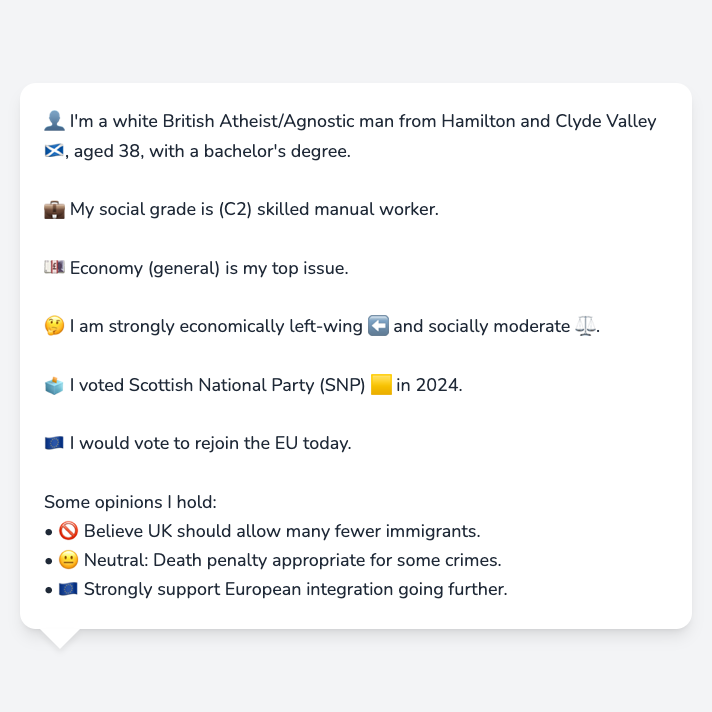 👤 I'm a white British Atheist/Agnostic man from Hamilton and Clyde Valley
🏴󠁧󠁢󠁳󠁣󠁴󠁿, aged 38, with a bachelor's degree.
💼 My social grade is (C2) skilled manual worker.
💷 Economy (general) is my top issue.
🤔 I am strongly economically left-wing ⬅️ and socially moderate ⚖️.
🗳️ I voted Scottish National Party (SNP) 🟨 in 2024.
🇪🇺 I would vote to rejoin the EU today.
Some opinions I hold:
• 🚫 Believe UK should allow many fewer immigrants.
• 😐 Neutral: Death penalty appropriate for some crimes.
• 🇪🇺 Strongly support European integration going further.